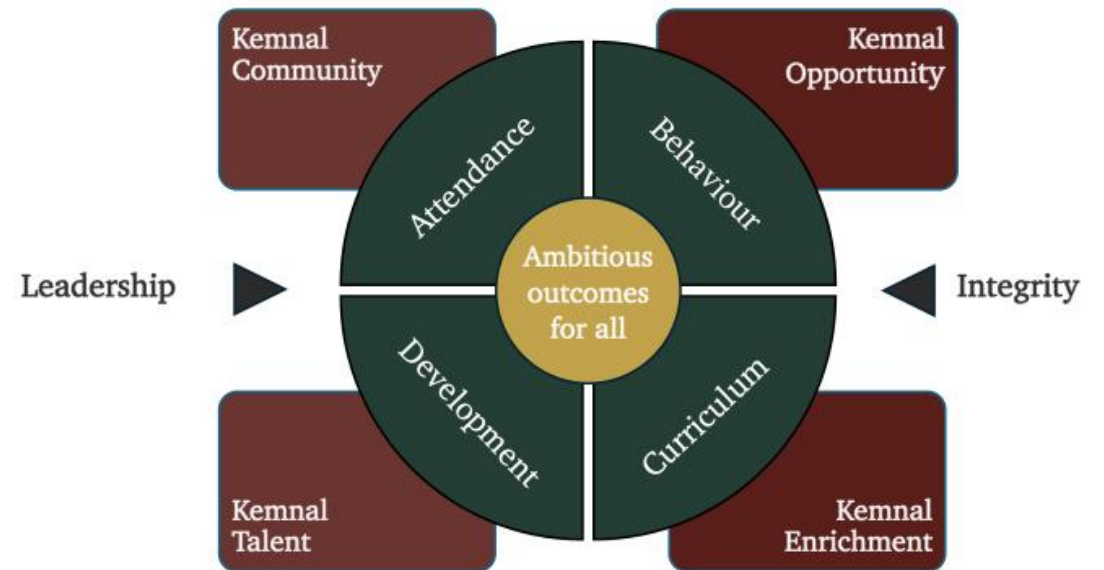 Kemnal
Community
Kemnal
Opportunity
Attendance
Behaviour
Leadership
Ambitious
outcomes
for all
Integrity
Development
Curriculum
Kemnal
Talent
Kemnal
Enrichment